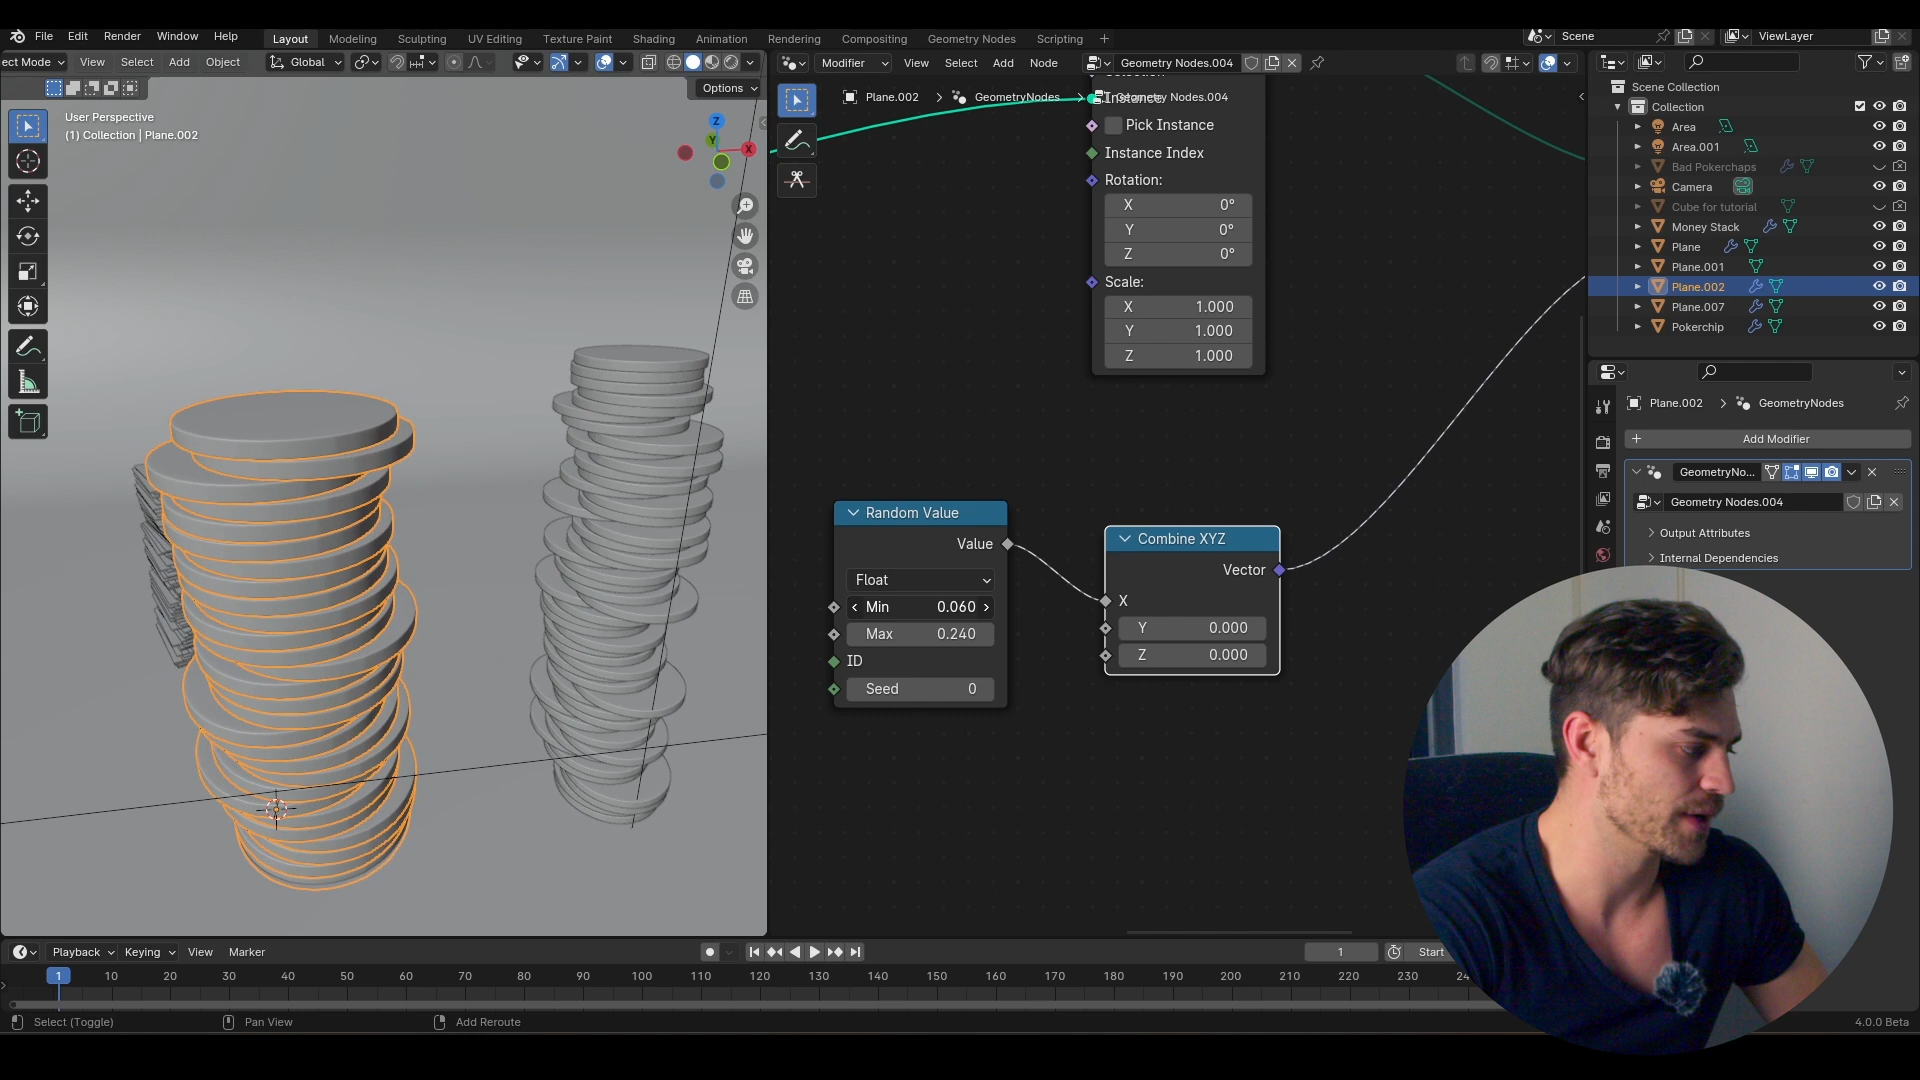 File Edit Render Window Help Layout Modeling Sculpting UV Editing Texture Paint Shading Animation Rendering Compositing Geometry Nodes Scripting + Scene ViewLayer
ect Mode View Select Add Object Global Modifier View Select Add Node Geometry Nodes.004
Options
Plane.002 > GeometryNodes > Geometry Nodes.004
User Perspective
(1) Collection | Plane.002
Z
Y
X
Instance
Pick Instance
Instance Index
Rotation:
X 0°
Y 0°
Z 0°
Scale:
X 1.000
Y 1.000
Z 1.000
Random Value
Value
Float
Min 0.060
Max 0.240
ID
Seed 0
Combine XYZ
Vector
X
Y 0.000
Z 0.000
Scene Collection
Collection
Area
Area.001
Bad Pokerchaps
Camera
Cube for tutorial
Money Stack
Plane
Plane.001
Plane.002
Plane.007
Pokerchip
Plane.002 > GeometryNodes
+ Add Modifier
GeometryNo...
Geometry Nodes.004
Output Attributes
Internal Dependencies
Playback Keying View Marker 1 Start
1 10 20 30 40 50 60 70 80 90 100 110 120 130 140 150 160 170 180 190 200 210 220 230
Select (Toggle) Pan View Add Reroute 4.0.0 Beta